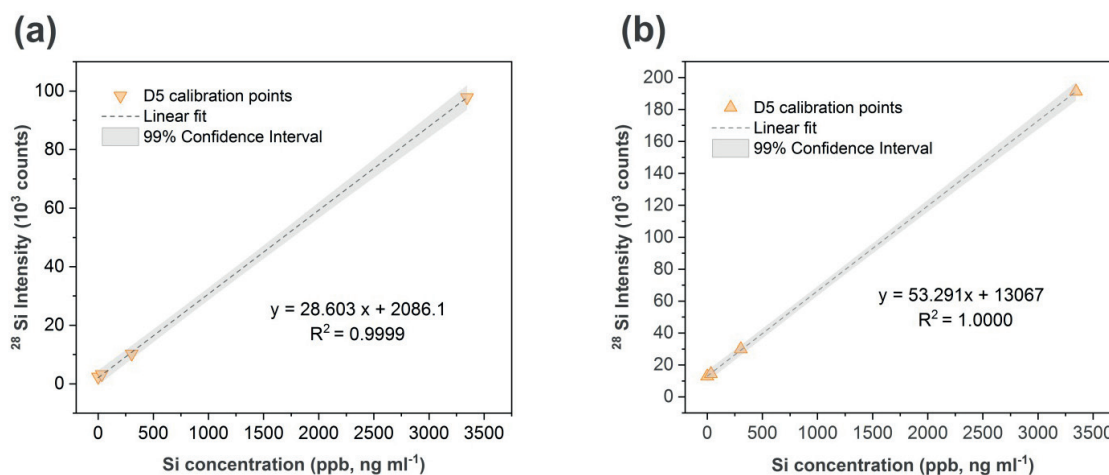 (a)
D5 calibration points
Linear fit
99% Confidence Interval
100
80
60
40
20
0
²⁸ Si Intensity (10³ counts)
y = 28.603 x + 2086.1
R² = 0.9999
0 500 1000 1500 2000 2500 3000 3500
Si concentration (ppb, ng ml⁻¹)
(b)
D5 calibration points
Linear fit
99% Confidence Interval
200
180
160
140
120
100
80
60
40
20
0
²⁸ Si Intensity (10³ counts)
y = 53.291x + 13067
R² = 1.0000
0 500 1000 1500 2000 2500 3000 3500
Si concentration (ppb, ng ml⁻¹)